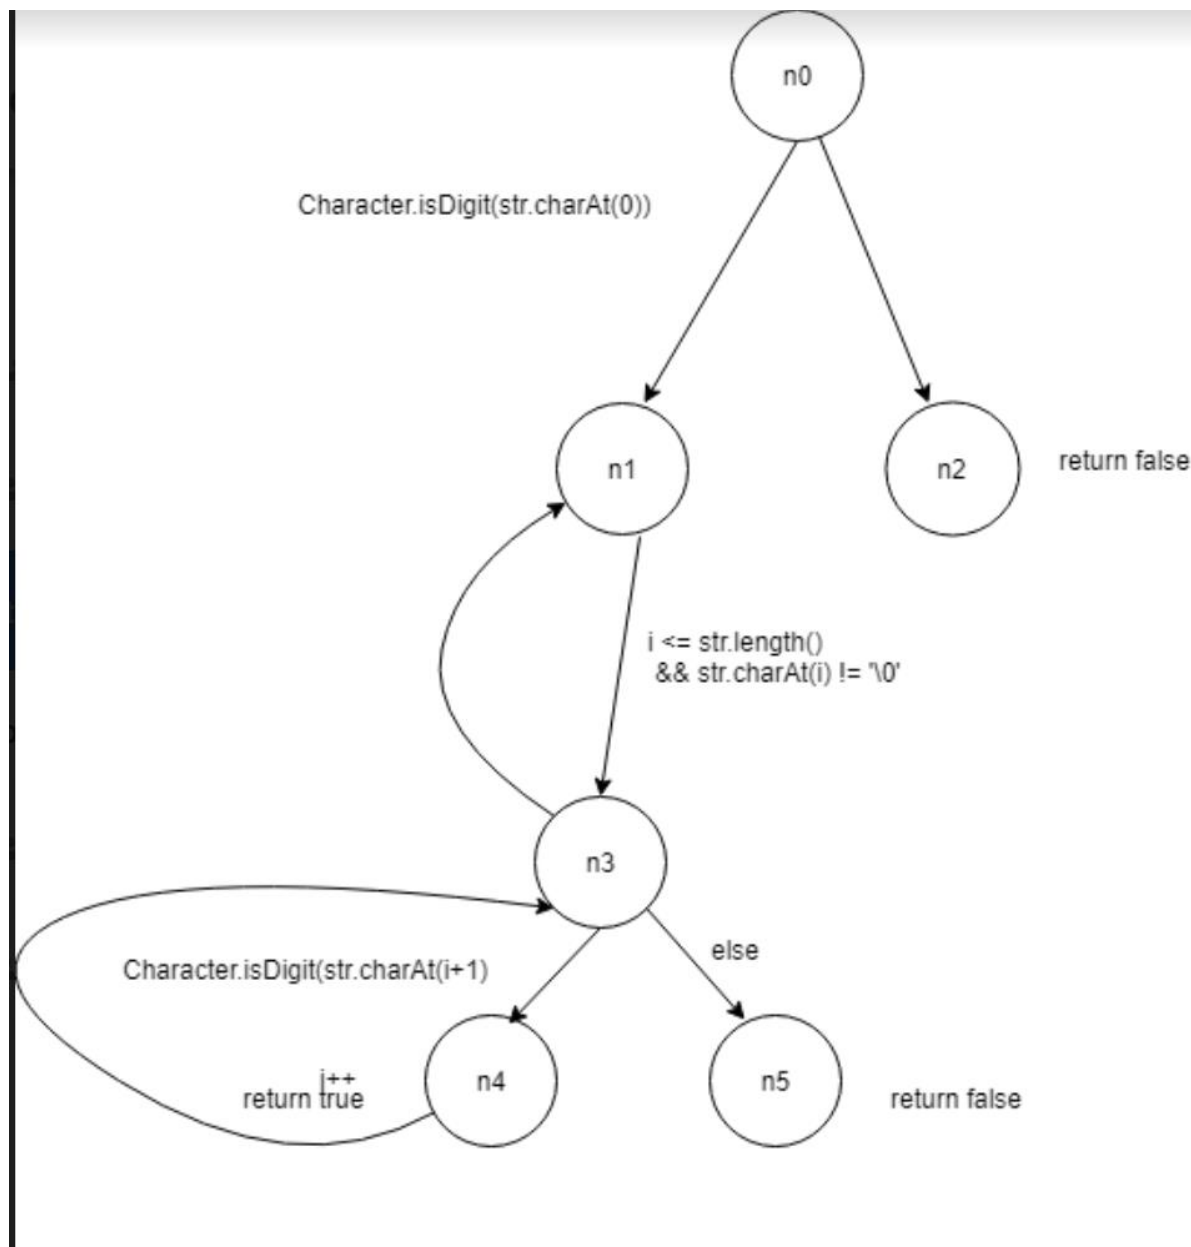 n0
Character.isDigit(str.charAt(0))
n1
n2
return false
i <= str.length()
&& str.charAt(i) != '\0'
n3
else
Character.isDigit(str.charAt(i+1)
i++
return true
n4
n5
return false